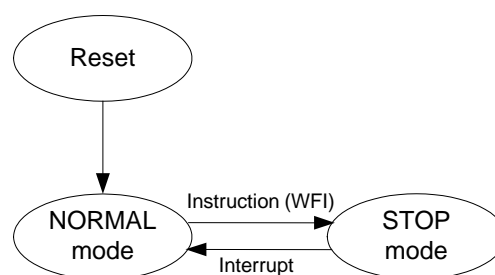 Reset
Instruction (WFI)
NORMAL
mode
STOP
mode
Interrupt